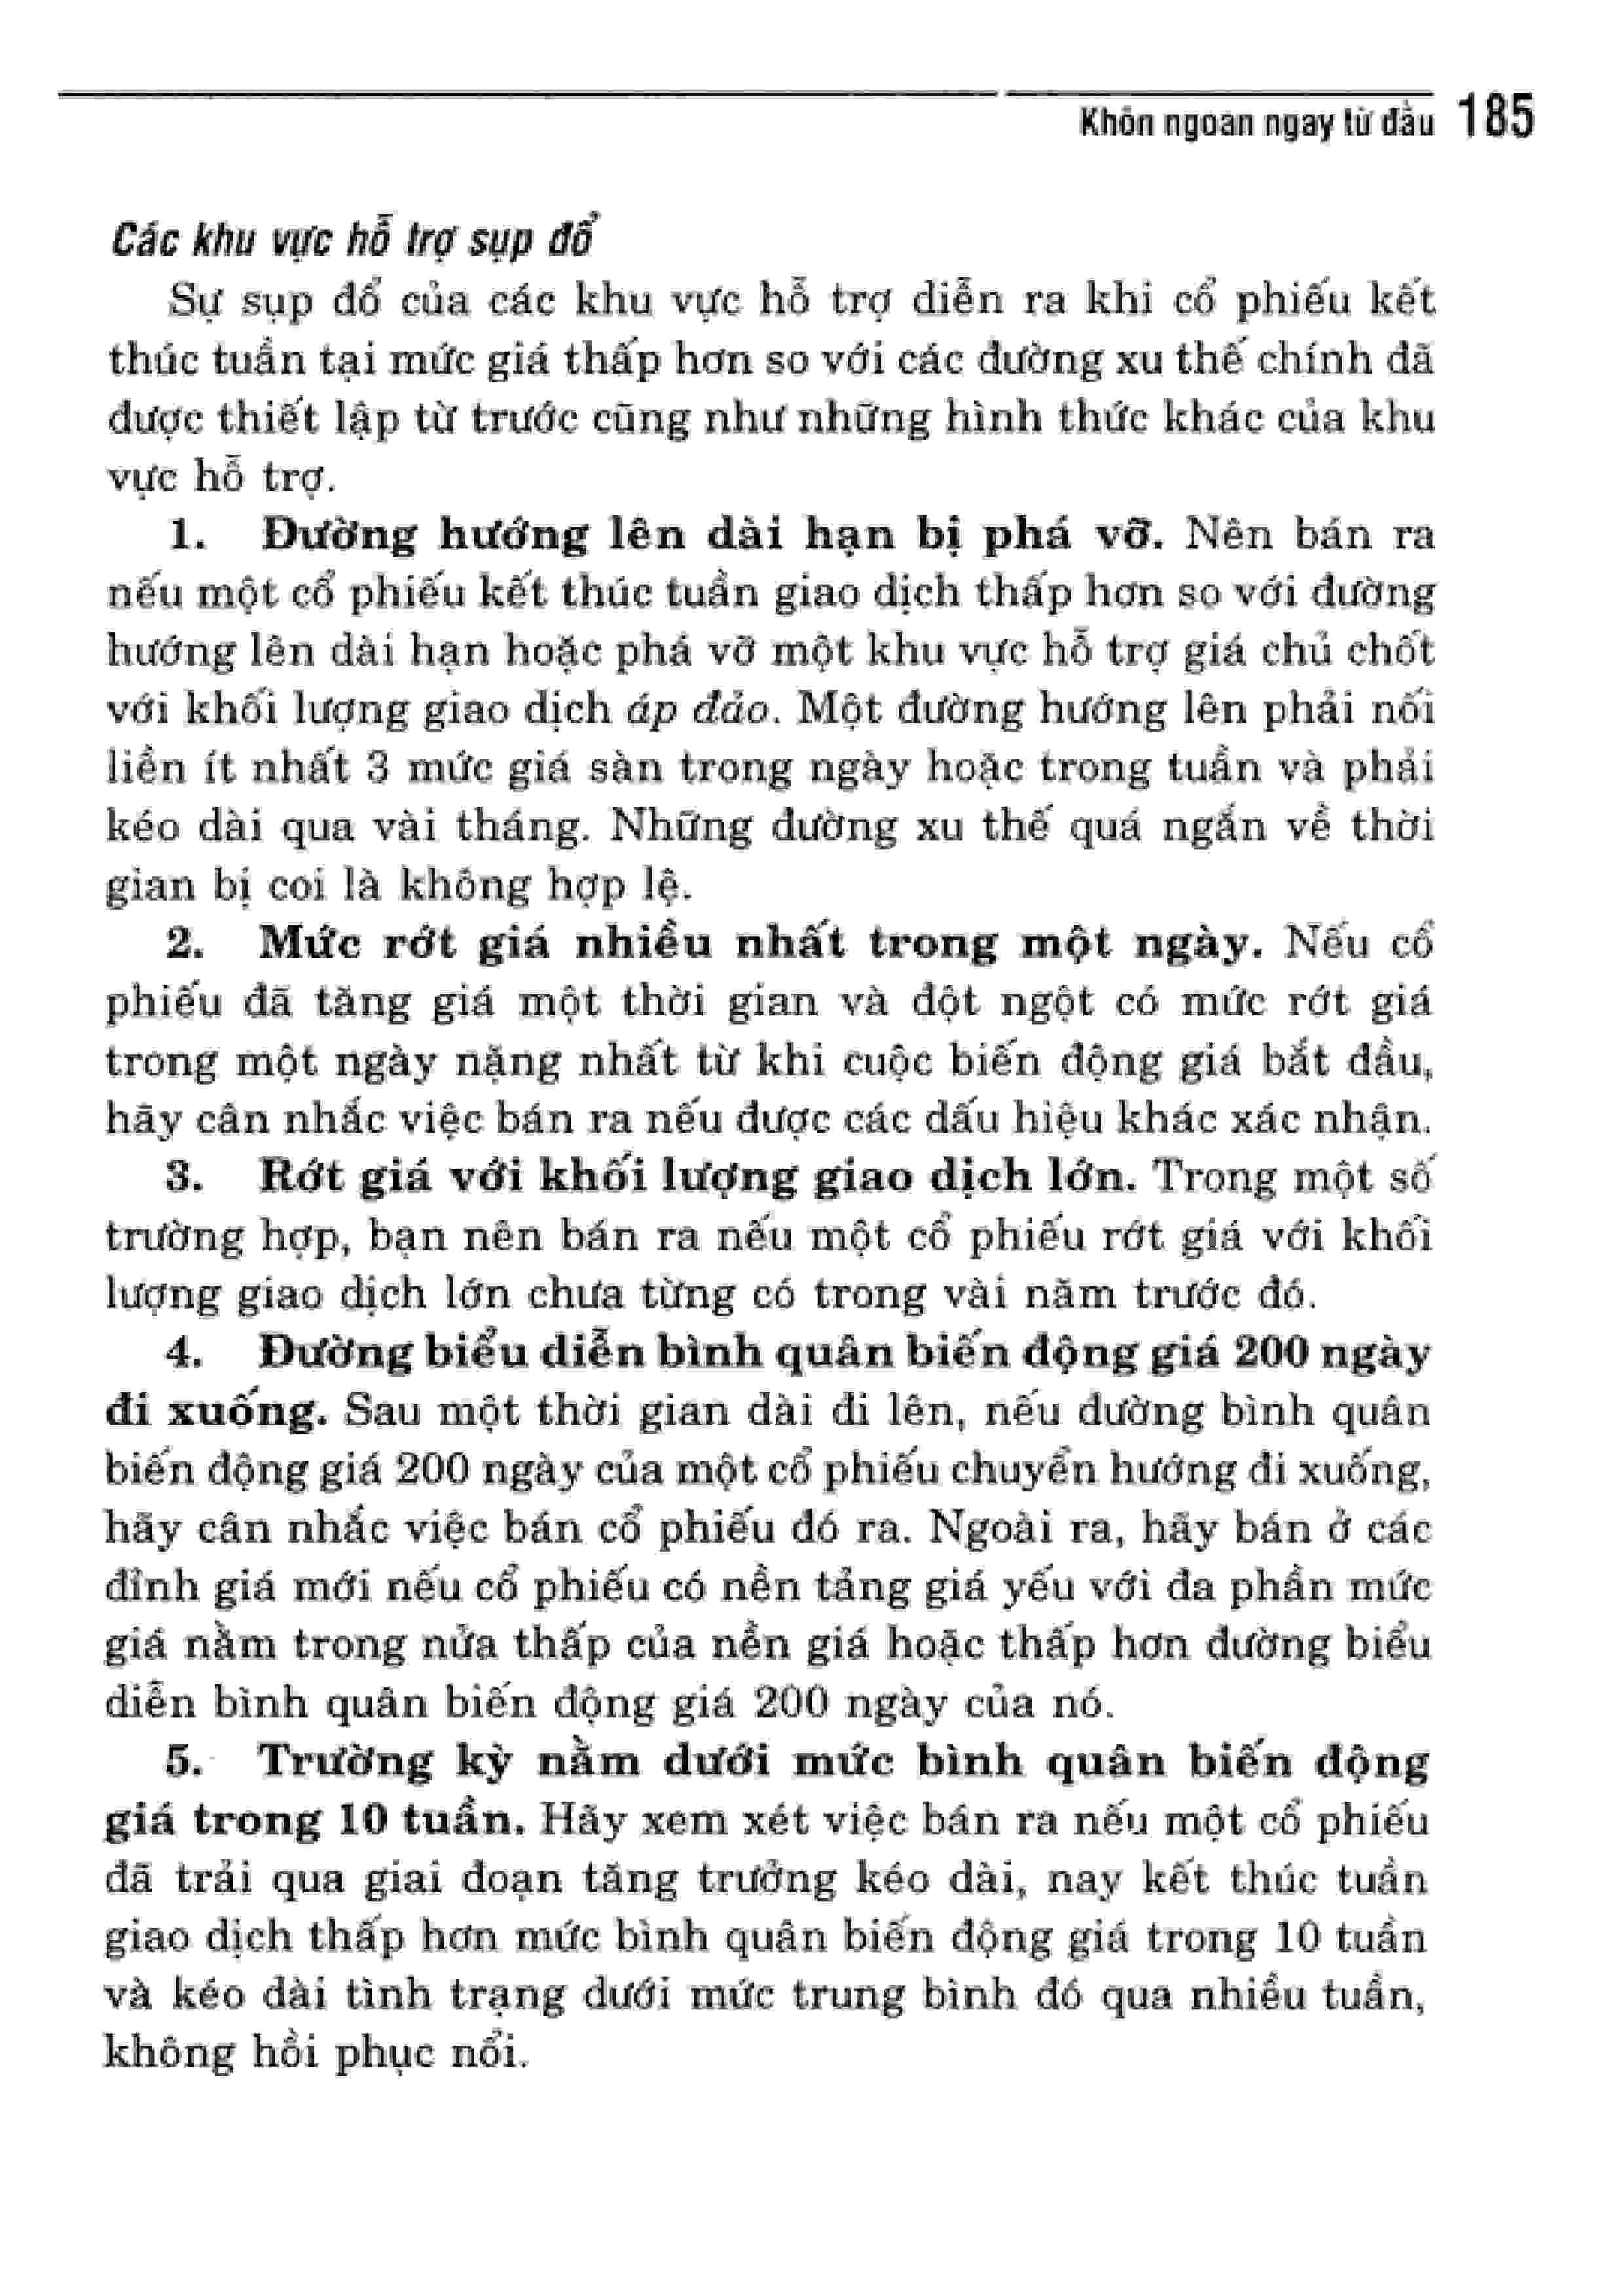 Khôn ngoan ngay từ đầu 185
Các khu vực hỗ trợ sụp đổ
Sự sụp đổ của các khu vực hỗ trợ diễn ra khi cổ phiếu kết
thúc tuần tại mức giá thấp hơn so với các đường xu thế chính đã
được thiết lập từ trước cũng như những hình thức khác của khu
vực hỗ trợ.
1. Đường hướng lên dài hạn bị phá vỡ. Nên bán ra
nếu một cổ phiếu kết thúc tuần giao dịch thấp hơn so với đường
hướng lên dài hạn hoặc phá vỡ một khu vực hỗ trợ giá chủ chốt
với khối lượng giao dịch áp đảo. Một đường hướng lên phải nối
liền ít nhất 3 mức giá sàn trong ngày hoặc trong tuần và phải
kéo dài qua vài tháng. Những đường xu thế quá ngắn về thời
gian bị coi là không hợp lệ.
2. Mức rớt giá nhiều nhất trong một ngày. Nếu cổ
phiếu đã tăng giá một thời gian và đột ngột có mức rớt giá
trong một ngày nặng nhất từ khi cuộc biến động giá bắt đầu,
hãy cân nhắc việc bán ra nếu được các dấu hiệu khác xác nhận.
3. Rớt giá với khối lượng giao dịch lớn. Trong một số
trường hợp, bạn nên bán ra nếu một cổ phiếu rớt giá với khối
lượng giao dịch lớn chưa từng có trong vài năm trước đó.
4. Đường biểu diễn bình quân biến động giá 200 ngày
đi xuống. Sau một thời gian dài đi lên, nếu đường bình quân
biến động giá 200 ngày của một cổ phiếu chuyển hướng đi xuống,
hãy cân nhắc việc bán cổ phiếu đó ra. Ngoài ra, hãy bán ở các
đỉnh giá mới nếu cổ phiếu có nền tảng giá yếu với đa phần mức
giá nằm trong nửa thấp của nền giá hoặc thấp hơn đường biểu
diễn bình quân biến động giá 200 ngày của nó.
5. Trường kỳ nằm dưới mức bình quân biến động
giá trong 10 tuần. Hãy xem xét việc bán ra nếu một cổ phiếu
đã trải qua giai đoạn tăng trưởng kéo dài, nay kết thúc tuần
giao dịch thấp hơn mức bình quân biến động giá trong 10 tuần
và kéo dài tình trạng dưới mức trung bình đó qua nhiều tuần,
không hồi phục nổi.